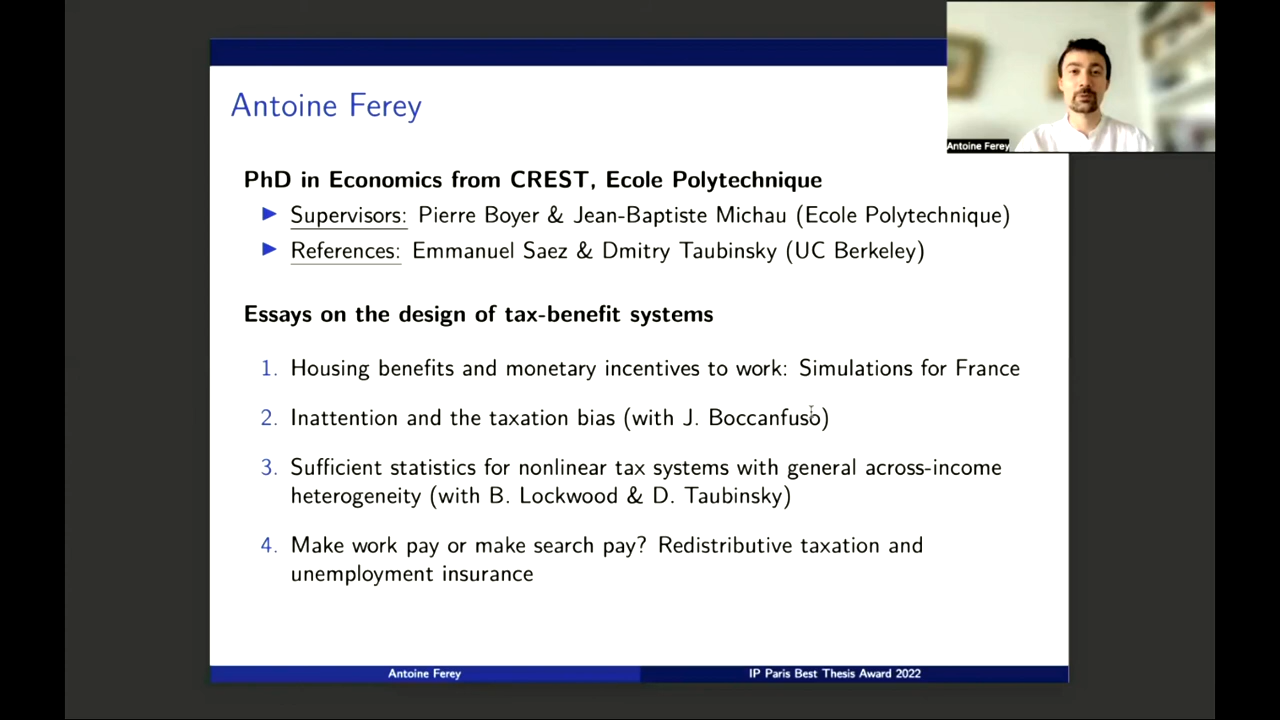 Antoine Ferey
Antoine Ferey
PhD in Economics from CREST, Ecole Polytechnique
▶ Supervisors: Pierre Boyer & Jean-Baptiste Michau (Ecole Polytechnique)
▶ References: Emmanuel Saez & Dmitry Taubinsky (UC Berkeley)
Essays on the design of tax-benefit systems
1. Housing benefits and monetary incentives to work: Simulations for France
2. Inattention and the taxation bias (with J. Boccanfuso)
3. Sufficient statistics for nonlinear tax systems with general across-income
heterogeneity (with B. Lockwood & D. Taubinsky)
4. Make work pay or make search pay? Redistributive taxation and
unemployment insurance
Antoine Ferey
IP Paris Best Thesis Award 2022